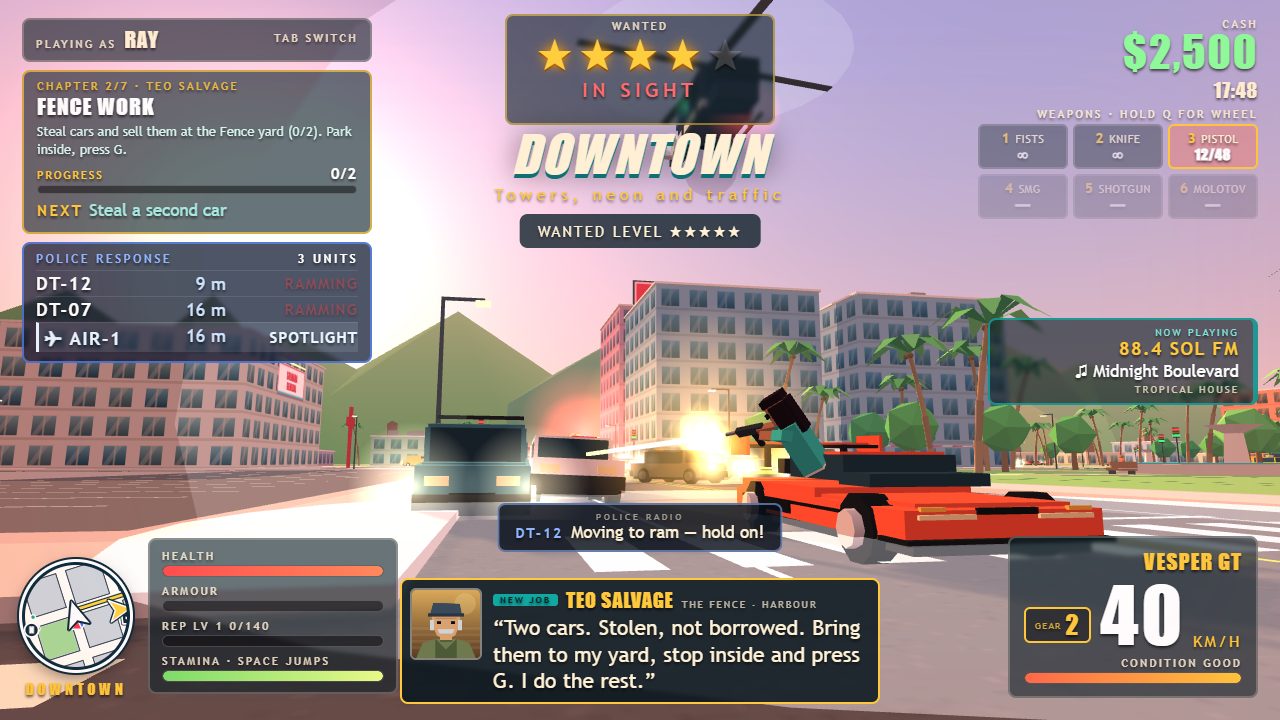 PLAYING AS RAY TAB SWITCH
CHAPTER 2/7 · TEO SALVAGE
FENCE WORK
Steal cars and sell them at the Fence yard (0/2). Park
inside, press G.
PROGRESS 0/2
NEXT Steal a second car
POLICE RESPONSE 3 UNITS
DT-12 9 m RAMMING
DT-07 16 m RAMMING
AIR-1 16 m SPOTLIGHT
WANTED
IN SIGHT
DOWNTOWN
Towers, neon and traffic
WANTED LEVEL ★★★★★
CASH
$2,500
17:48
WEAPONS · HOLD Q FOR WHEEL
1 FISTS
∞
2 KNIFE
∞
3 PISTOL
12/48
4 SMG
—
5 SHOTGUN
—
6 MOLOTOV
—
NOW PLAYING
88.4 SOL FM
♫ Midnight Boulevard
TROPICAL HOUSE
POLICE RADIO
DT-12 Moving to ram — hold on!
DOWNTOWN
HEALTH
ARMOUR
REP LV 1 0/140
STAMINA · SPACE JUMPS
NEW JOB TEO SALVAGE THE FENCE · HARBOUR
“Two cars. Stolen, not borrowed. Bring
them to my yard, stop inside and press
G. I do the rest.”
VESPER GT
GEAR 2 40 KM/H
CONDITION GOOD